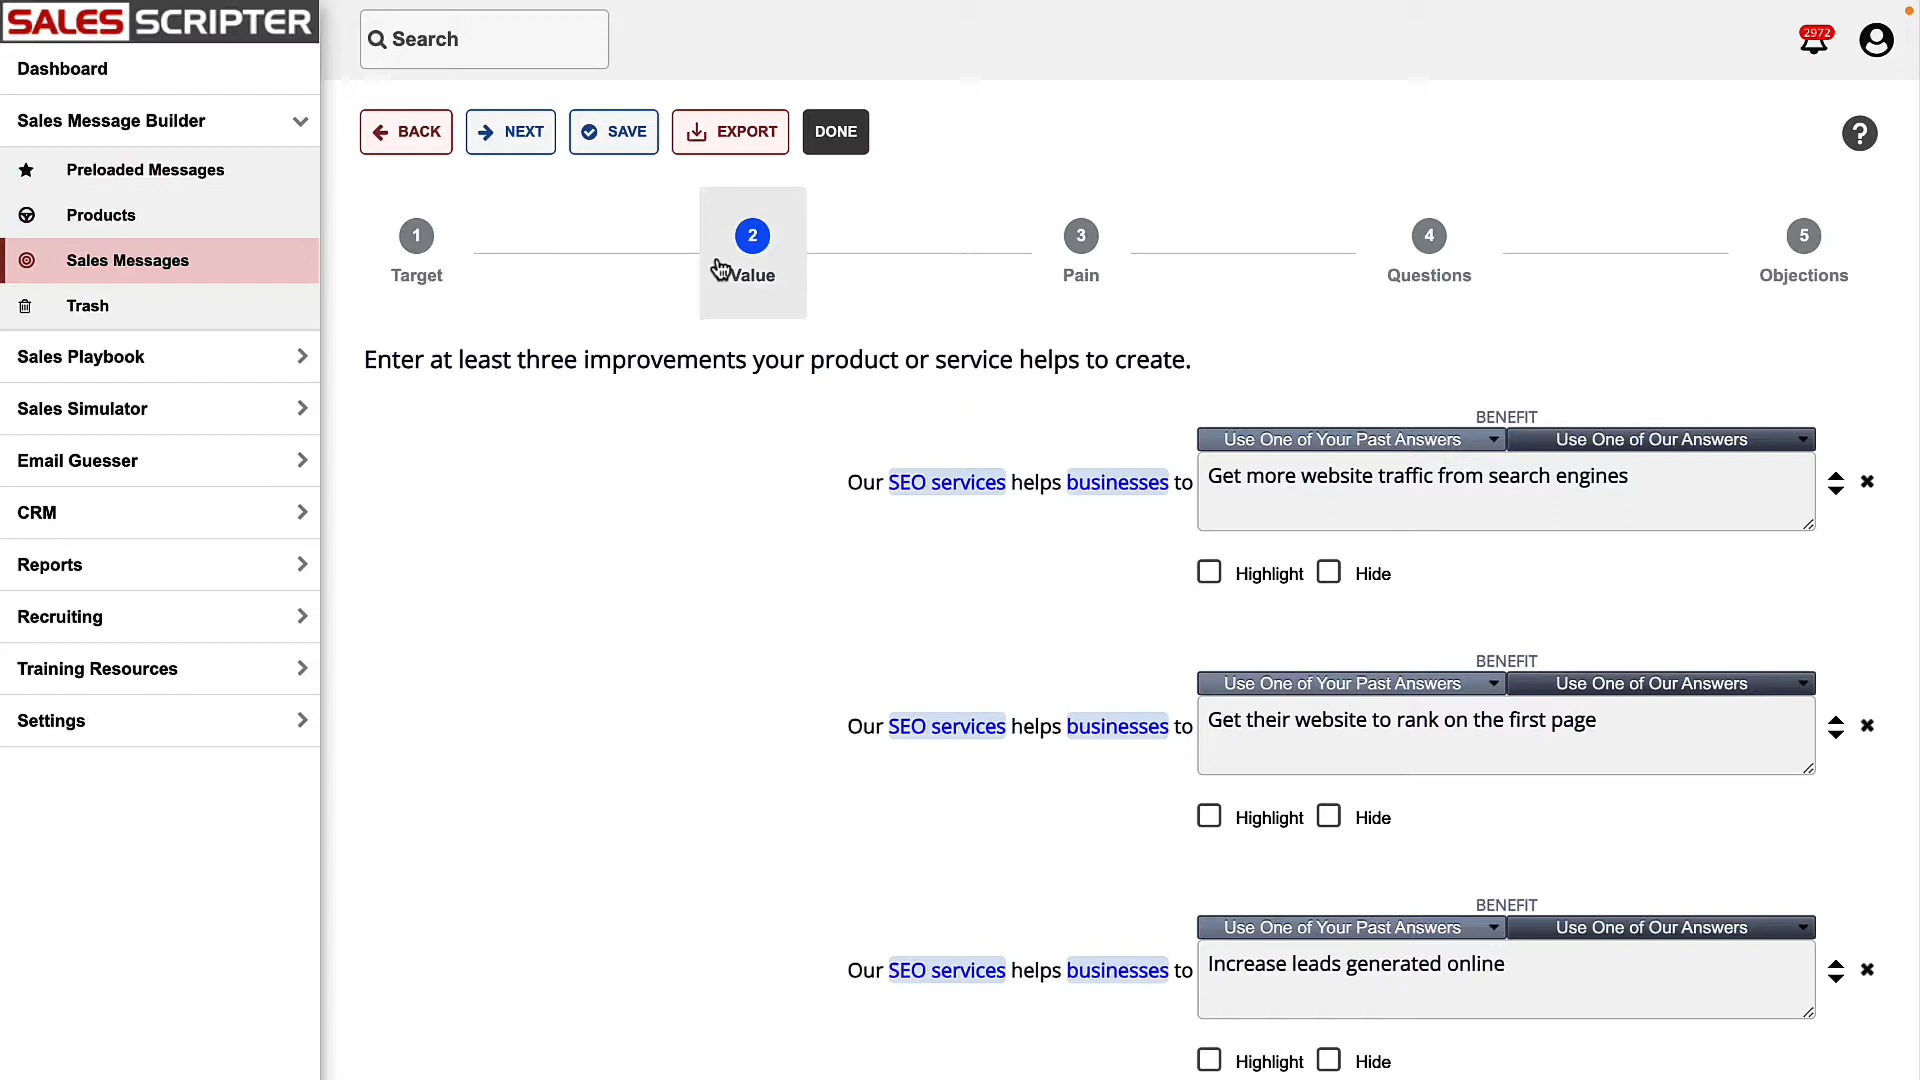 SALES SCRIPTER
Search
2972
Dashboard
Sales Message Builder
Preloaded Messages
Products
Sales Messages
Trash
Sales Playbook
Sales Simulator
Email Guesser
CRM
Reports
Recruiting
Training Resources
Settings
BACK NEXT SAVE EXPORT DONE
?
1 2 3 4 5
Target Value Pain Questions Objections
Enter at least three improvements your product or service helps to create.
BENEFIT
Use One of Your Past Answers Use One of Our Answers
Our SEO services helps businesses to Get more website traffic from search engines
Highlight Hide
BENEFIT
Use One of Your Past Answers Use One of Our Answers
Our SEO services helps businesses to Get their website to rank on the first page
Highlight Hide
BENEFIT
Use One of Your Past Answers Use One of Our Answers
Our SEO services helps businesses to Increase leads generated online
Highlight Hide